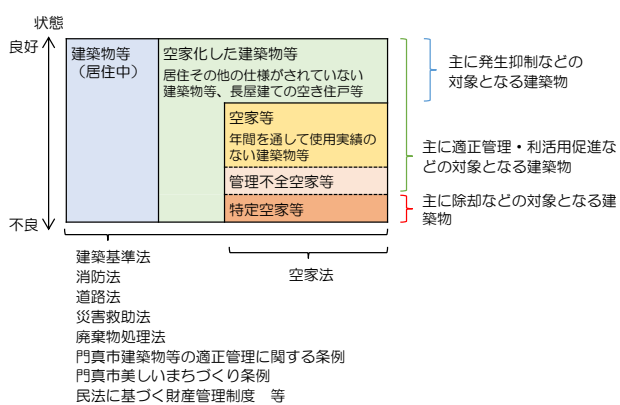 状態
良好
不良
建築物等
（居住中）
空家化した建築物等
居住その他の仕様がされていない
建築物等、長屋建ての空き住戸等
空家等
年間を通して使用実績の
ない建築物等
管理不全空家等
特定空家等
主に発生抑制などの
対象となる建築物
主に適正管理・利活用促進な
どの対象となる建築物
主に除却などの対象となる建
築物
建築基準法
消防法
道路法
災害救助法
廃棄物処理法
門真市建築物等の適正管理に関する条例
門真市美しいまちづくり条例
民法に基づく財産管理制度　等
空家法